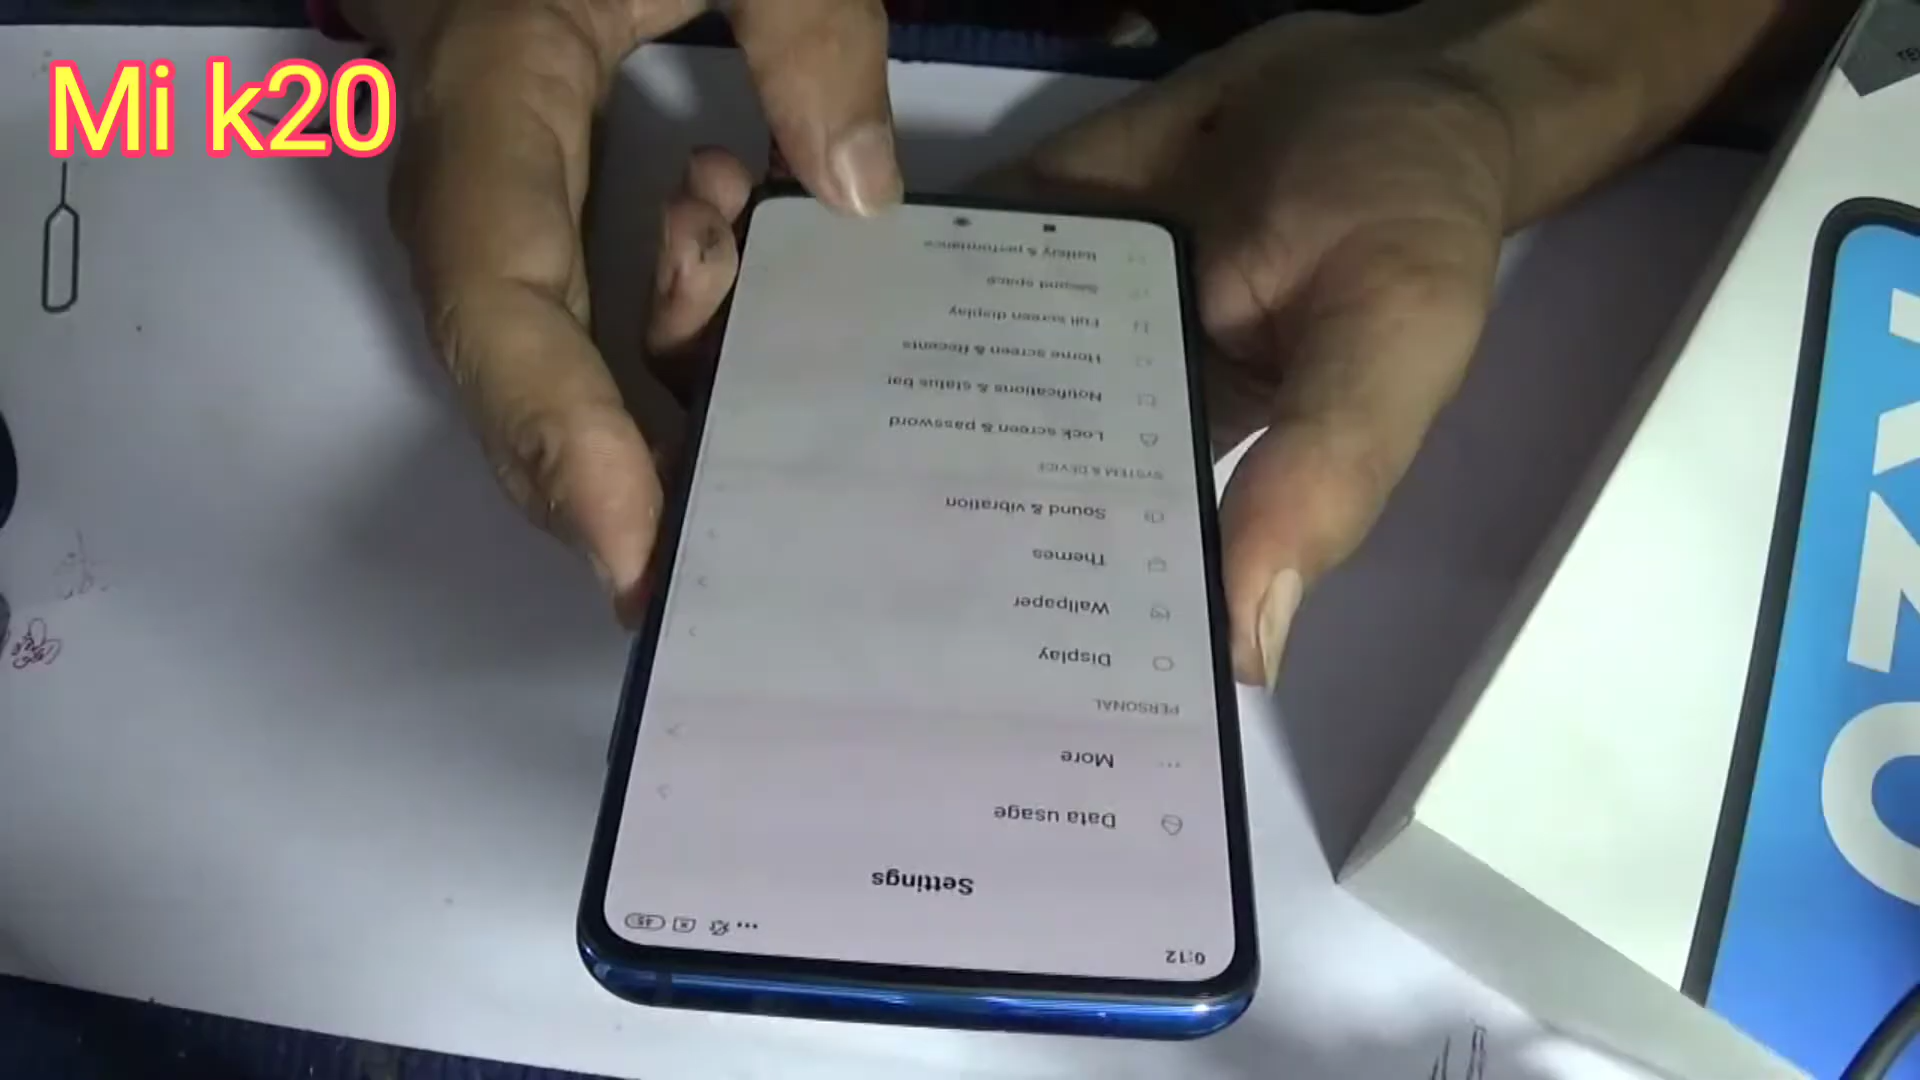 Mi k20
0:12
45
Settings
Data usage
More
PERSONAL
Display
Wallpaper
Themes
Sound & vibration
SYSTEM & DEVICE
Lock screen & password
Notifications & status bar
Home screen & Recents
Full screen display
Second space
Battery & performance